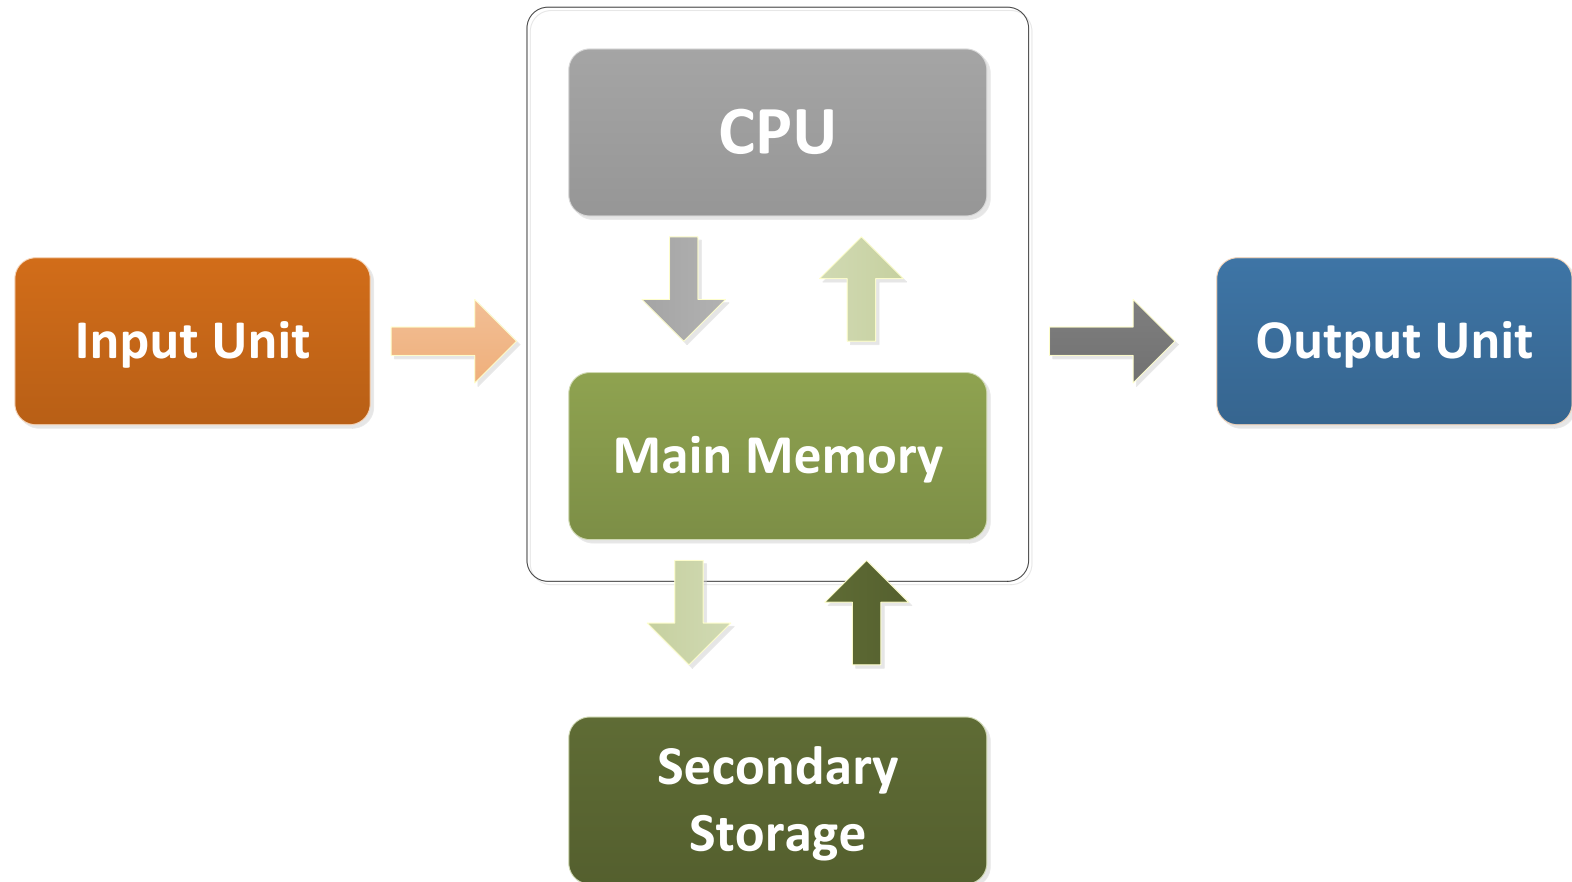 CPU
Input Unit
Output Unit
Main Memory
Secondary
Storage